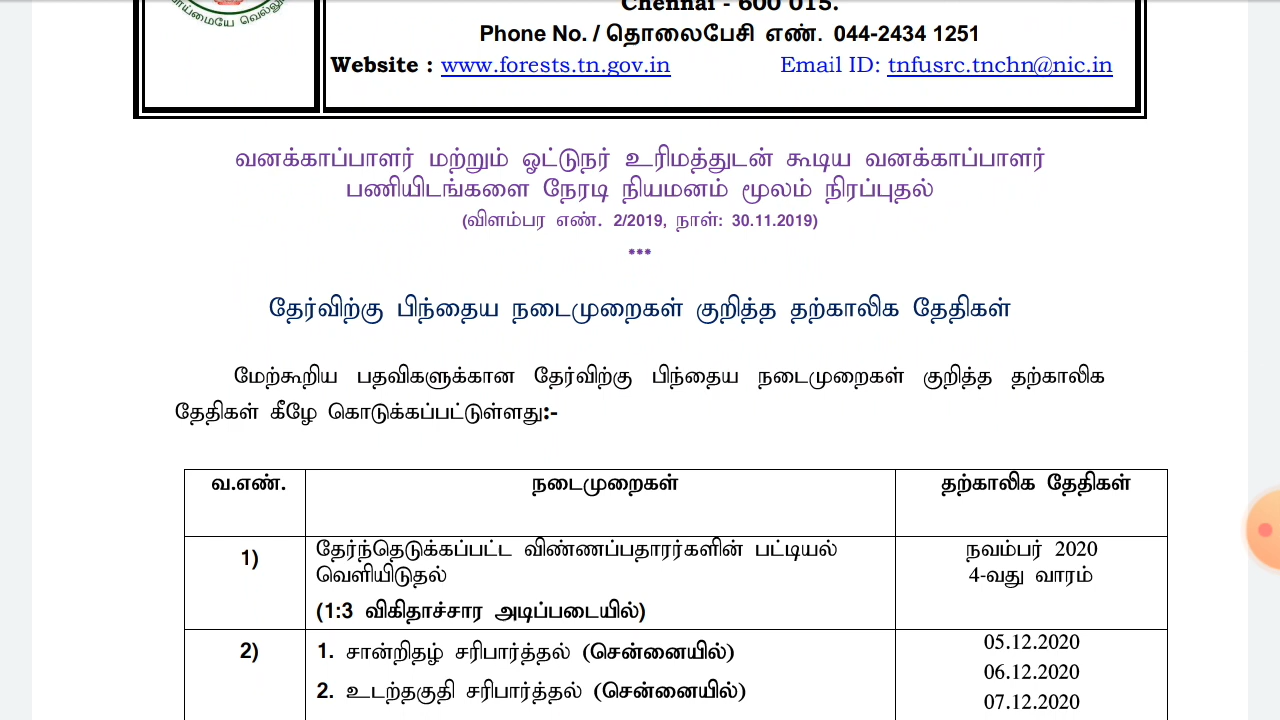 வாய்மையே
Chennai - 600 015.
Phone No. / தொலைபேசி எண். 044-2434 1251
Website : www.forests.tn.gov.in Email ID: tnfusrc.tnchn@nic.in
வனக்காப்பாளர் மற்றும் ஓட்டுநர் உரிமத்துடன் கூடிய வனக்காப்பாளர்
பணியிடங்களை நேரடி நியமனம் மூலம் நிரப்புதல்
(விளம்பர எண். 2/2019, நாள்: 30.11.2019)
***
தேர்விற்கு பிந்தைய நடைமுறைகள் குறித்த தற்காலிக தேதிகள்
மேற்கூறிய பதவிகளுக்கான தேர்விற்கு பிந்தைய நடைமுறைகள் குறித்த தற்காலிக
தேதிகள் கீழே கொடுக்கப்பட்டுள்ளது:-
வ.எண். நடைமுறைகள் தற்காலிக தேதிகள்
1) தேர்ந்தெடுக்கப்பட்ட விண்ணப்பதாரர்களின் பட்டியல் நவம்பர் 2020
வெளியிடுதல் 4-வது வாரம்
(1:3 விகிதாச்சார அடிப்படையில்)
2) 1. சான்றிதழ் சரிபார்த்தல் (சென்னையில்) 05.12.2020
06.12.2020
2. உடற்தகுதி சரிபார்த்தல் (சென்னையில்) 07.12.2020